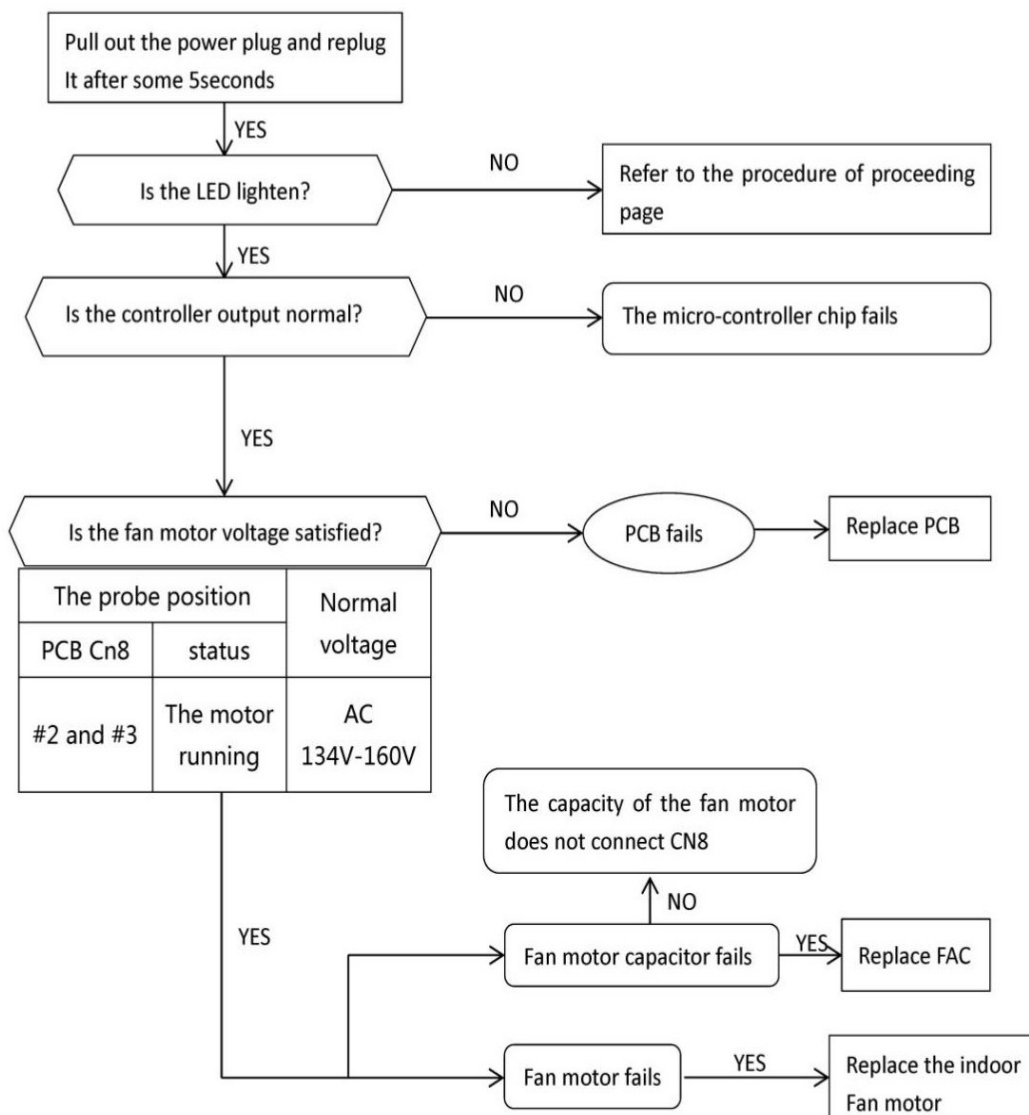 Pull out the power plug and replug
It after some 5seconds
YES
Is the LED lighten?
NO
Refer to the procedure of proceeding
page
YES
Is the controller output normal?
NO
The micro-controller chip fails
YES
Is the fan motor voltage satisfied?
NO
PCB fails
Replace PCB
The probe position
Normal
voltage
PCB Cn8
status
#2 and #3
The motor
running
AC
134V-160V
The capacity of the fan motor
does not connect CN8
NO
YES
Fan motor capacitor fails
YES
Replace FAC
Fan motor fails
YES
Replace the indoor
Fan motor